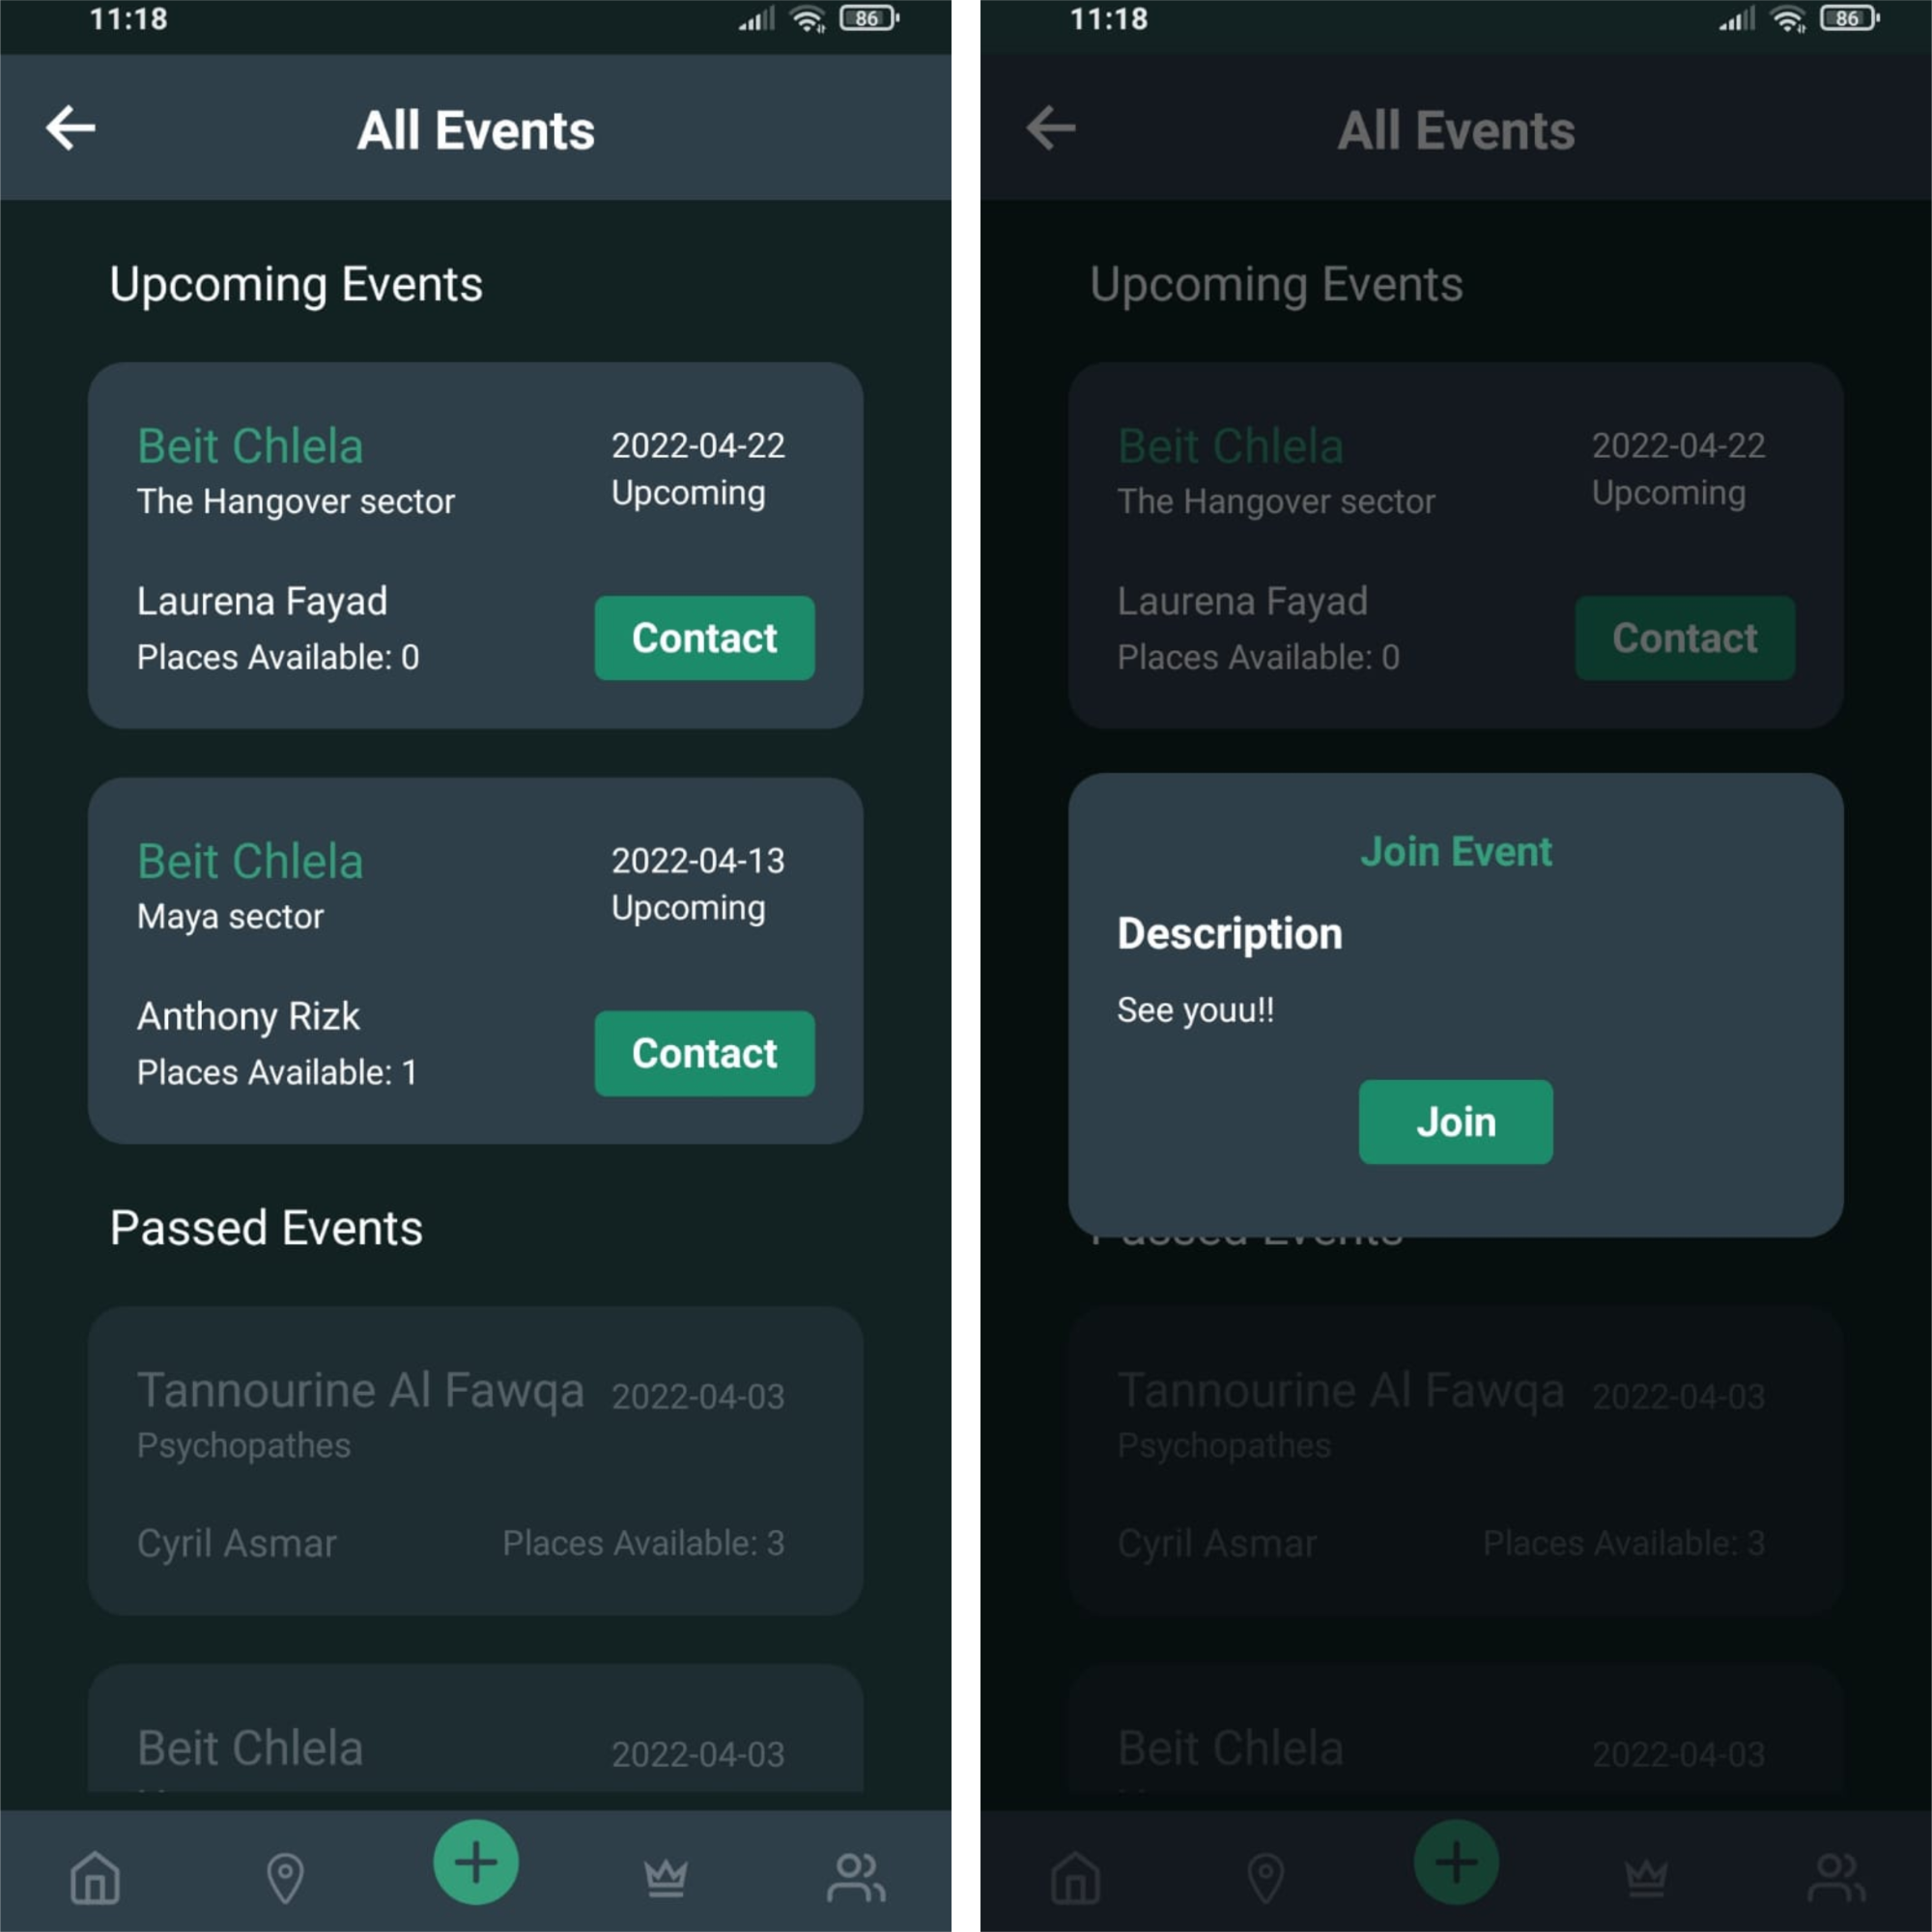 11:18
86
All Events
Upcoming Events
Beit Chlela
2022-04-22
The Hangover sector
Upcoming
Laurena Fayad
Contact
Places Available: 0
Beit Chlela
2022-04-13
Maya sector
Upcoming
Anthony Rizk
Contact
Places Available: 1
Passed Events
Tannourine Al Fawqa
2022-04-03
Psychopathes
Cyril Asmar
Places Available: 3
Beit Chlela
2022-04-03
11:18
86
All Events
Upcoming Events
Beit Chlela
2022-04-22
The Hangover sector
Upcoming
Laurena Fayad
Contact
Places Available: 0
Join Event
Description
See youu!!
Join
Passed Events
Tannourine Al Fawqa
2022-04-03
Psychopathes
Cyril Asmar
Places Available: 3
Beit Chlela
2022-04-03